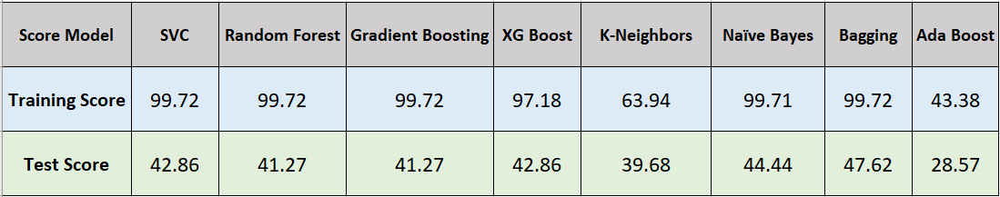 Score Model SVC Random Forest Gradient Boosting XG Boost K-Neighbors Naïve Bayes Bagging Ada Boost
Training Score 99.72 99.72 99.72 97.18 63.94 99.71 99.72 43.38
Test Score 42.86 41.27 41.27 42.86 39.68 44.44 47.62 28.57